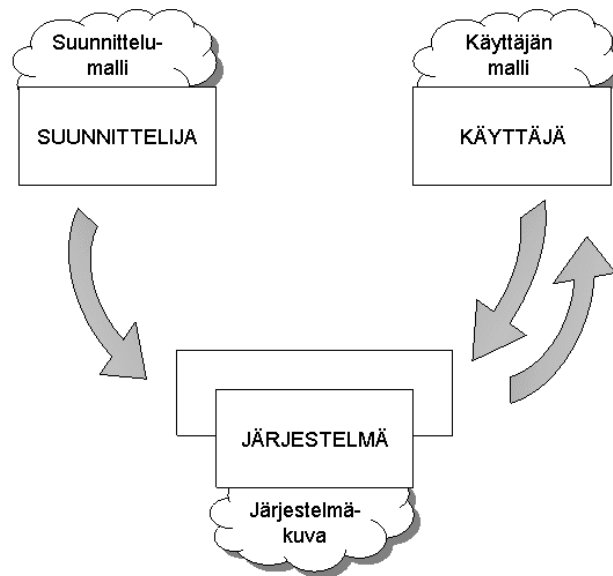 Suunnittelu-
malli
SUUNNITTELIJA
Käyttäjän
malli
KÄYTTÄJÄ
JÄRJESTELMÄ
Järjestelmä-
kuva